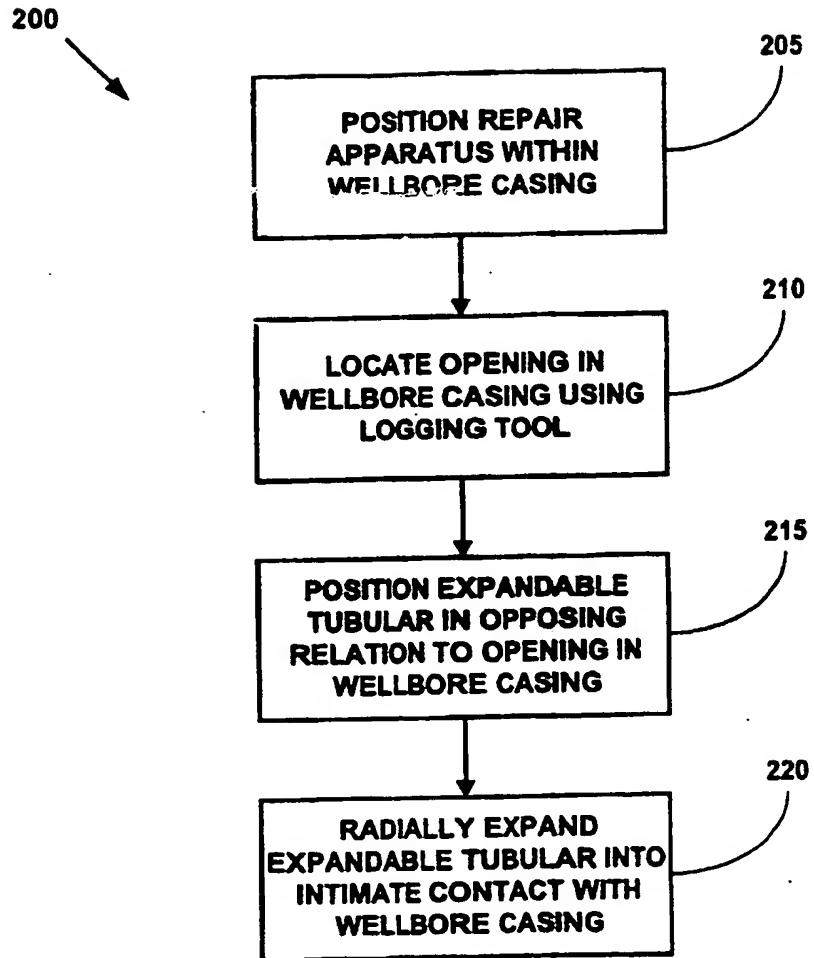 200
205
POSITION REPAIR
APPARATUS WITHIN
WELLBORE CASING
210
LOCATE OPENING IN
WELLBORE CASING USING
LOGGING TOOL
215
POSITION EXPANDABLE
TUBULAR IN OPPOSING
RELATION TO OPENING IN
WELLBORE CASING
220
RADIALLY EXPAND
EXPANDABLE TUBULAR INTO
INTIMATE CONTACT WITH
WELLBORE CASING